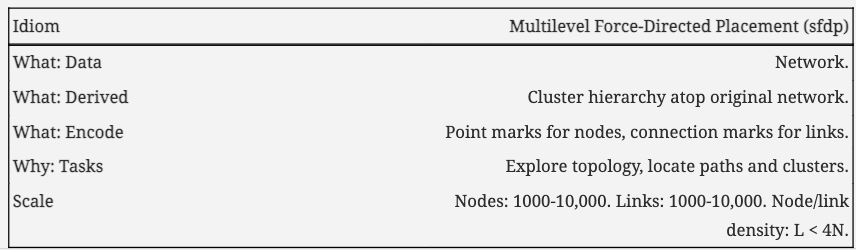 Idiom Multilevel Force-Directed Placement (sfdp)
What: Data Network.
What: Derived Cluster hierarchy atop original network.
What: Encode Point marks for nodes, connection marks for links.
Why: Tasks Explore topology, locate paths and clusters.
Scale Nodes: 1000-10,000. Links: 1000-10,000. Node/link
density: L < 4N.